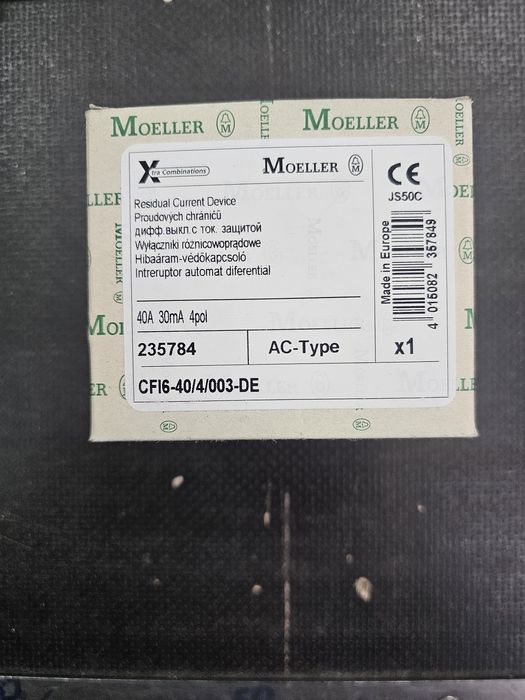 MOELLER
MOELLER
Xtra Combinations
MOELLER
CE
JS50C
Residual Current Device
Proudových chráničů
дифф.выкл.с ток. защитой
Wyłączniki różnicowoprądowe
Hibaáram-védőkapcsoló
Intreruptor automat diferential
Made in Europe
4 015082 357849
40A 30mA 4pol
235784
AC-Type
x1
CFI6-40/4/003-DE